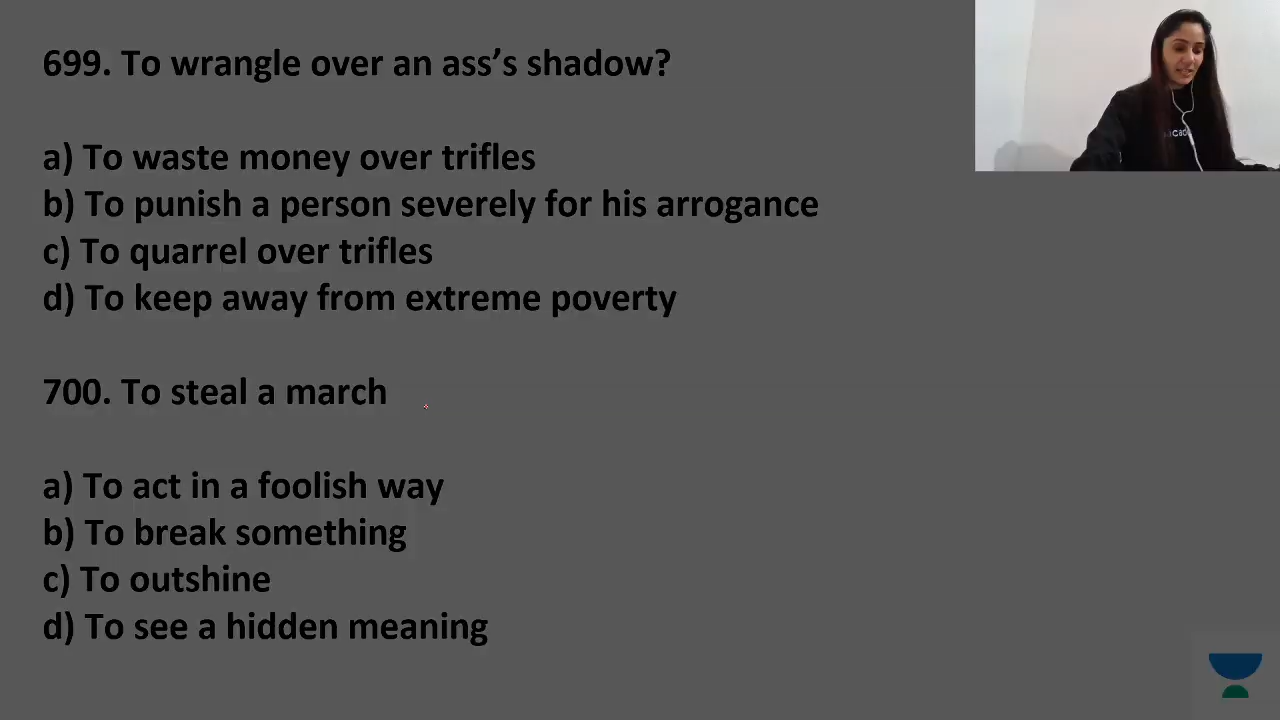 699. To wrangle over an ass’s shadow?
a) To waste money over trifles
b) To punish a person severely for his arrogance
c) To quarrel over trifles
d) To keep away from extreme poverty
700. To steal a march
a) To act in a foolish way
b) To break something
c) To outshine
d) To see a hidden meaning